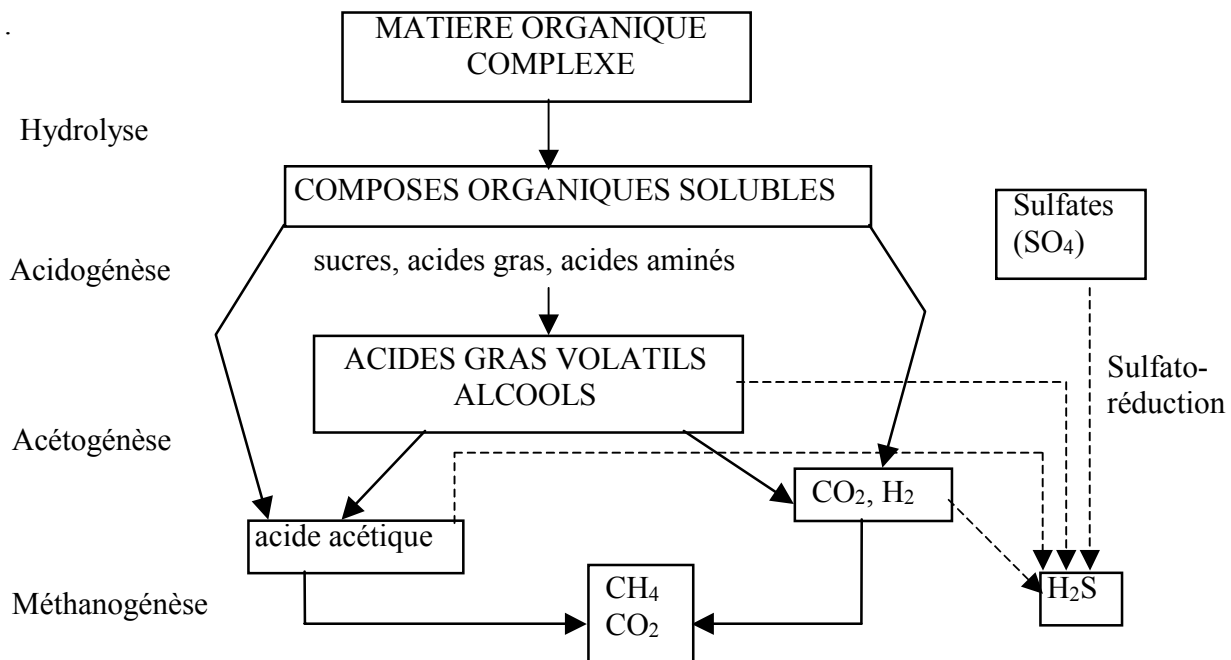 .
MATIERE ORGANIQUE
COMPLEXE
Hydrolyse
COMPOSES ORGANIQUES SOLUBLES
Sulfates
(SO₄)
Acidogénèse
sucres, acides gras, acides aminés
ACIDES GRAS VOLATILS
ALCOOLS
Sulfato-
réduction
Acétogénèse
CO₂, H₂
acide acétique
Méthanogénèse
CH₄
CO₂
H₂S